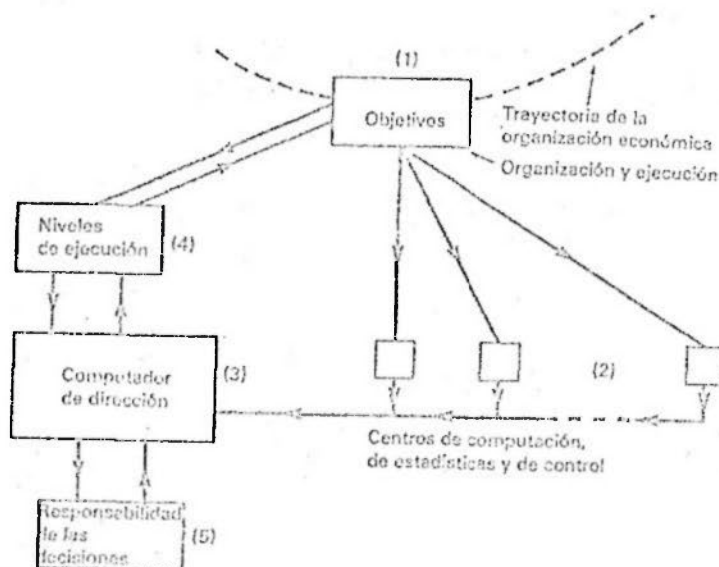 (1)
Objetivos
Trayectoria de la
organización económica
Organización y ejecución
Niveles
de ejecución
(4)
(2)
Computador
de dirección
(3)
Centros de computación,
de estadísticas y de control
Responsabilidad
de las
decisiones
(5)